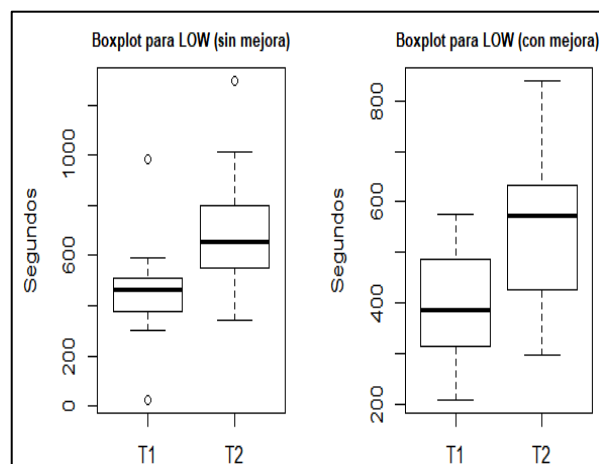 Boxplot para LOW (sin mejora)
Segundos
1000
600
200
0
T1
T2
Boxplot para LOW (con mejora)
Segundos
800
600
400
200
T1
T2